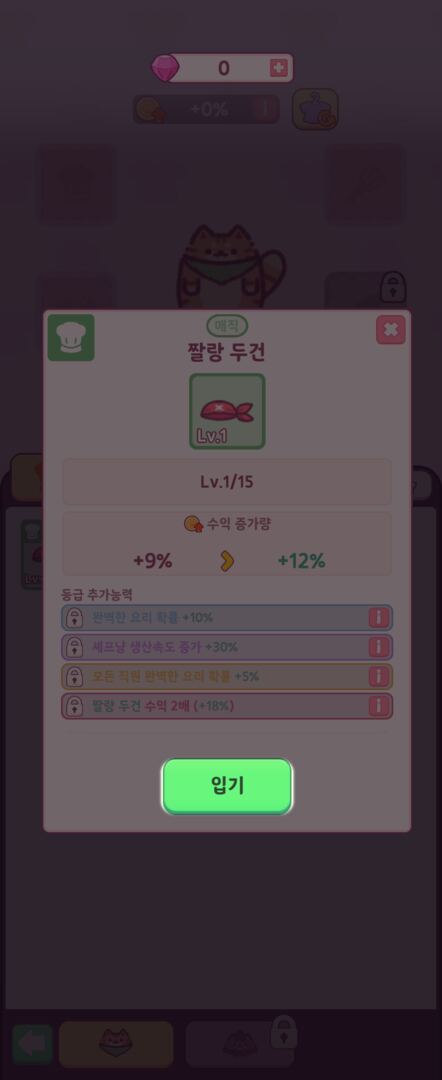 0
+0%
매직
짤랑 두건
Lv.1
Lv.1/15
수익 증가량
+9%
+12%
등급 추가능력
완벽한 요리 확률 +10%
셰프냥 생산속도 증가 +30%
모든 직원 완벽한 요리 확률 +5%
짤랑 두건 수익 2배 (+18%)
입기